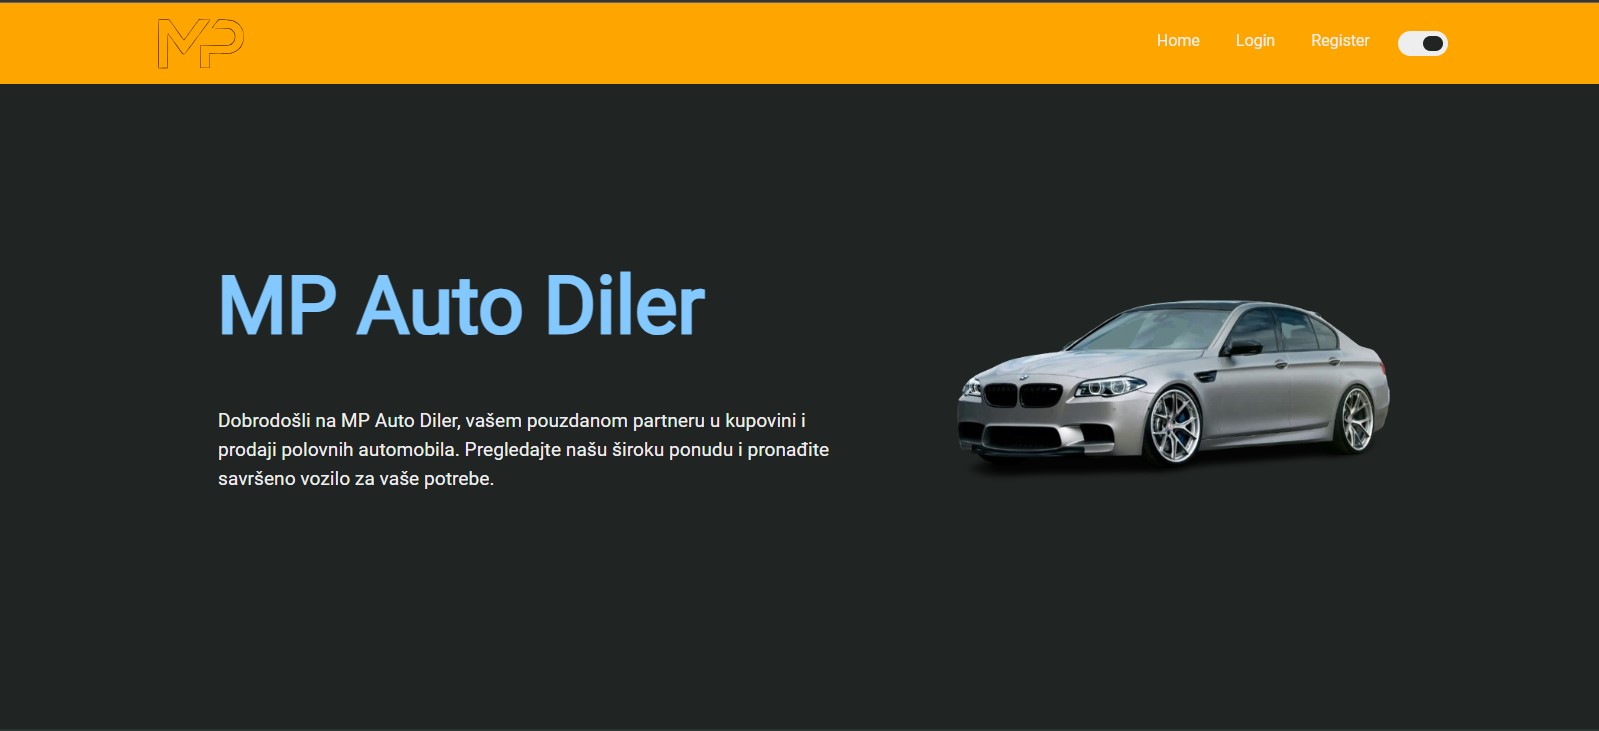 MP
Home Login Register
MP Auto Diler
Dobrodošli na MP Auto Diler, vašem pouzdanom partneru u kupovini i
prodaji polovnih automobila. Pregledajte našu široku ponudu i pronađite
savršeno vozilo za vaše potrebe.